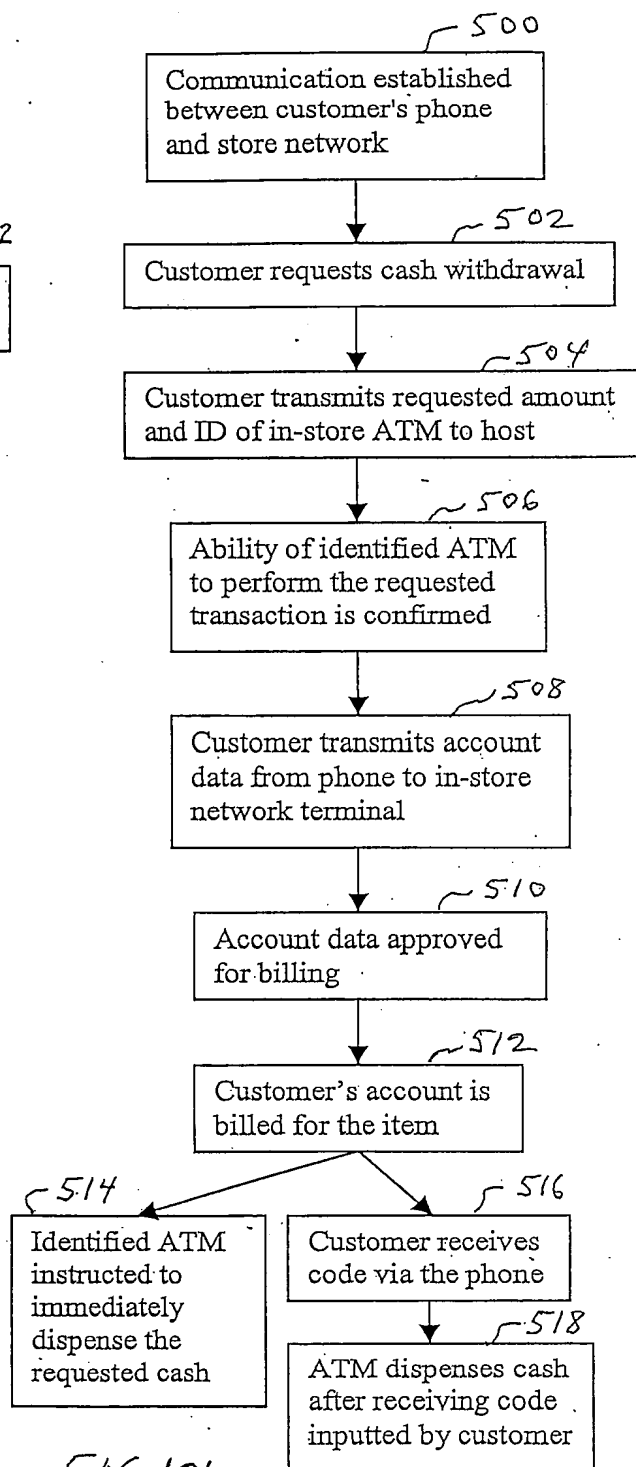 500
Communication established
between customer's phone
and store network
502
Customer requests cash withdrawal
504
Customer transmits requested amount
and ID of in-store ATM to host
506
Ability of identified ATM
to perform the requested
transaction is confirmed
508
Customer transmits account
data from phone to in-store
network terminal
510
Account data approved
for billing
512
Customer's account is
billed for the item
514
Identified ATM
instructed to
immediately
dispense the
requested cash
516
Customer receives
code via the phone
518
ATM dispenses cash
after receiving code
inputted by customer